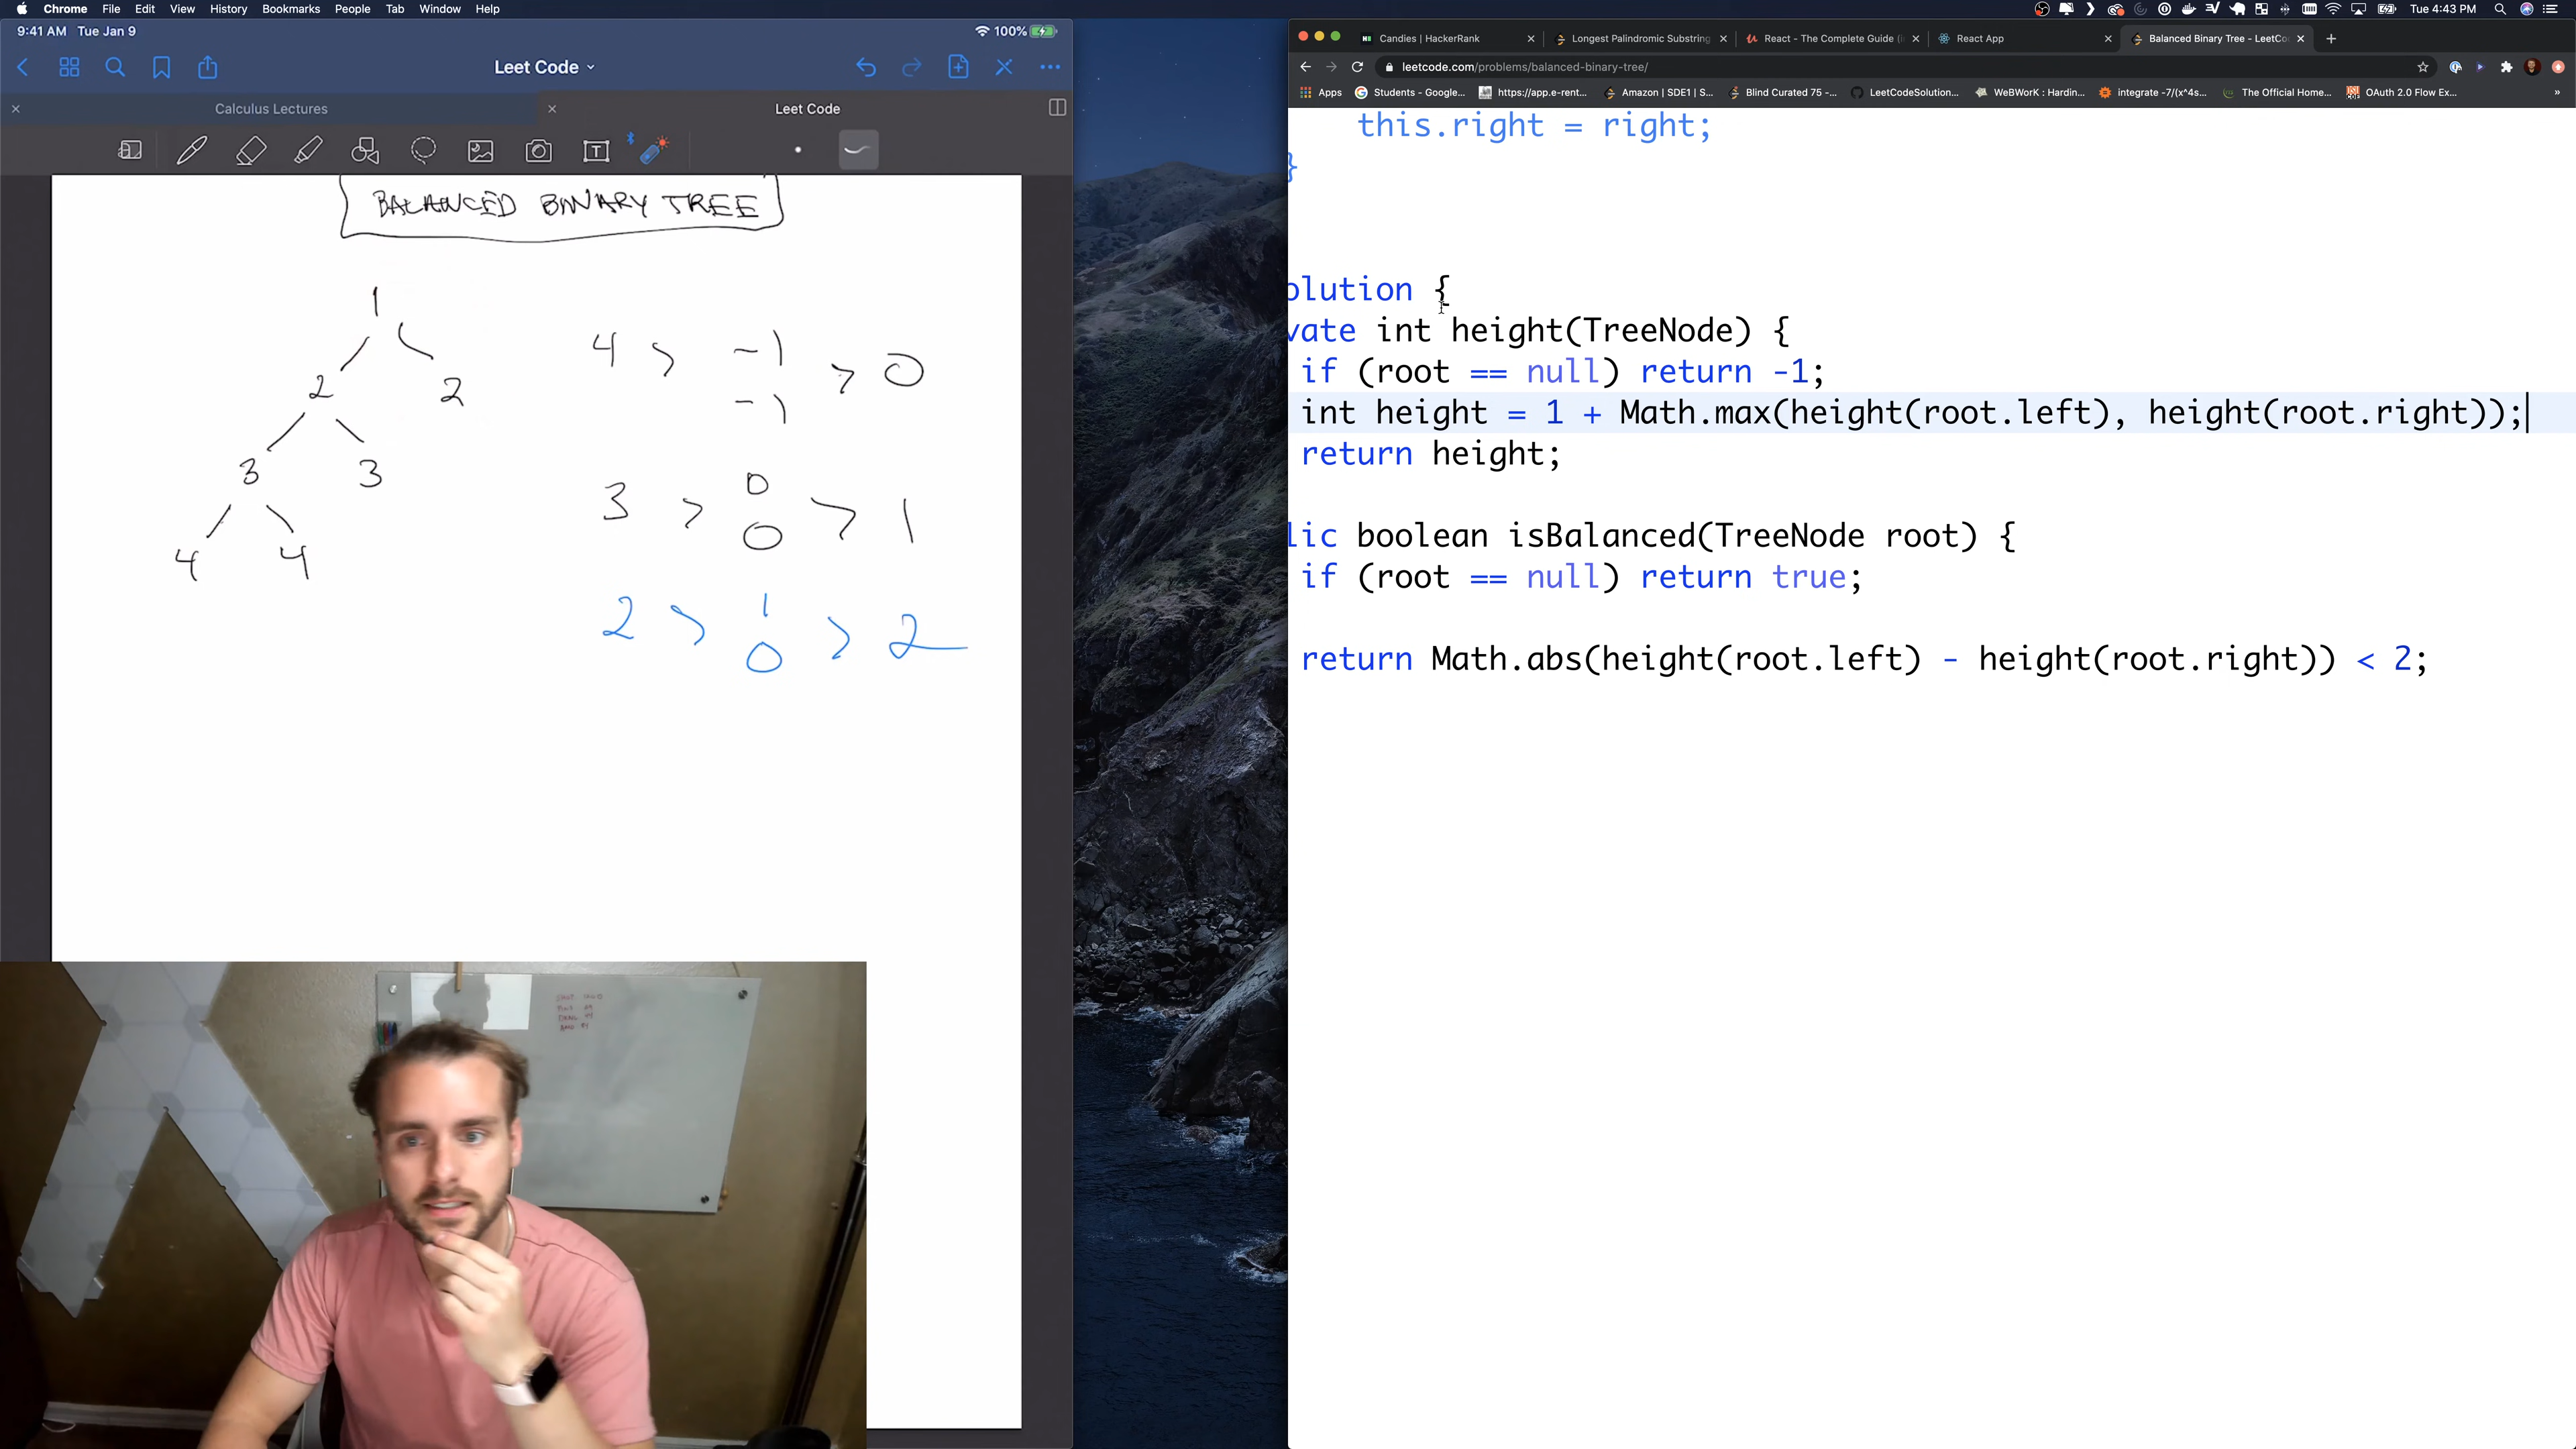 Chrome File Edit View History Bookmarks People Tab Window Help
Tue 4:43 PM
9:41 AM Tue Jan 9
100%
Leet Code
Calculus Lectures
Leet Code
BALANCED BINARY TREE
1
2 2
3 3
4 4
4 > -1 -1 > 0
3 > 0 0 > 1
2 > 1 0 > 2
Candies | HackerRank
Longest Palindromic Substring
React - The Complete Guide (i
React App
Balanced Binary Tree - LeetCo
leetcode.com/problems/balanced-binary-tree/
Apps
Students - Google...
https://app.e-rent...
Amazon | SDE1 | S...
Blind Curated 75 -...
LeetCodeSolution...
WeBWorK : Hardin...
integrate -7/(x^4s...
The Official Home...
OAuth 2.0 Flow Ex...
»
this.right = right;
}
olution {
vate int height(TreeNode) {
if (root == null) return -1;
int height = 1 + Math.max(height(root.left), height(root.right));
return height;
lic boolean isBalanced(TreeNode root) {
if (root == null) return true;
return Math.abs(height(root.left) - height(root.right)) < 2;